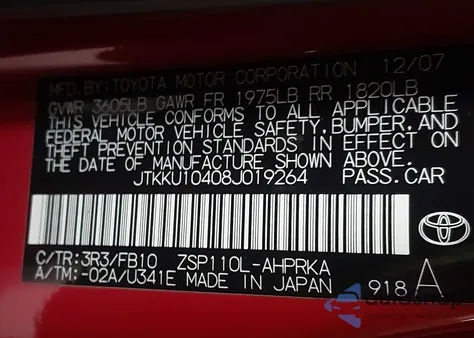 MFD. BY: TOYOTA MOTOR CORPORATION 12/07
GVWR 3605LB GAWR FR 1975LB RR 1820LB
THIS VEHICLE CONFORMS TO ALL APPLICABLE
FEDERAL MOTOR VEHICLE SAFETY, BUMPER, AND
THEFT PREVENTION STANDARDS IN EFFECT ON
THE DATE OF MANUFACTURE SHOWN ABOVE.
JTKKU10408J019264 PASS.CAR
C/TR: 3R3/FB10 ZSP110L-AHPRKA
A/TM: -02A/U341E MADE IN JAPAN 918 A
TOYOTA